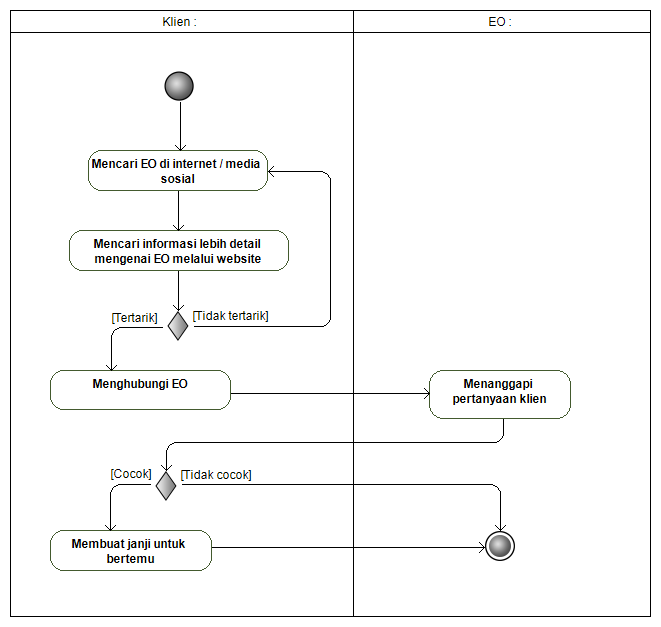 Klien :
EO :
Mencari EO di internet / media
sosial
Mencari informasi lebih detail
mengenai EO melalui website
[Tertarik]
[Tidak tertarik]
Menghubungi EO
Menanggapi
pertanyaan klien
[Cocok]
[Tidak cocok]
Membuat janji untuk
bertemu